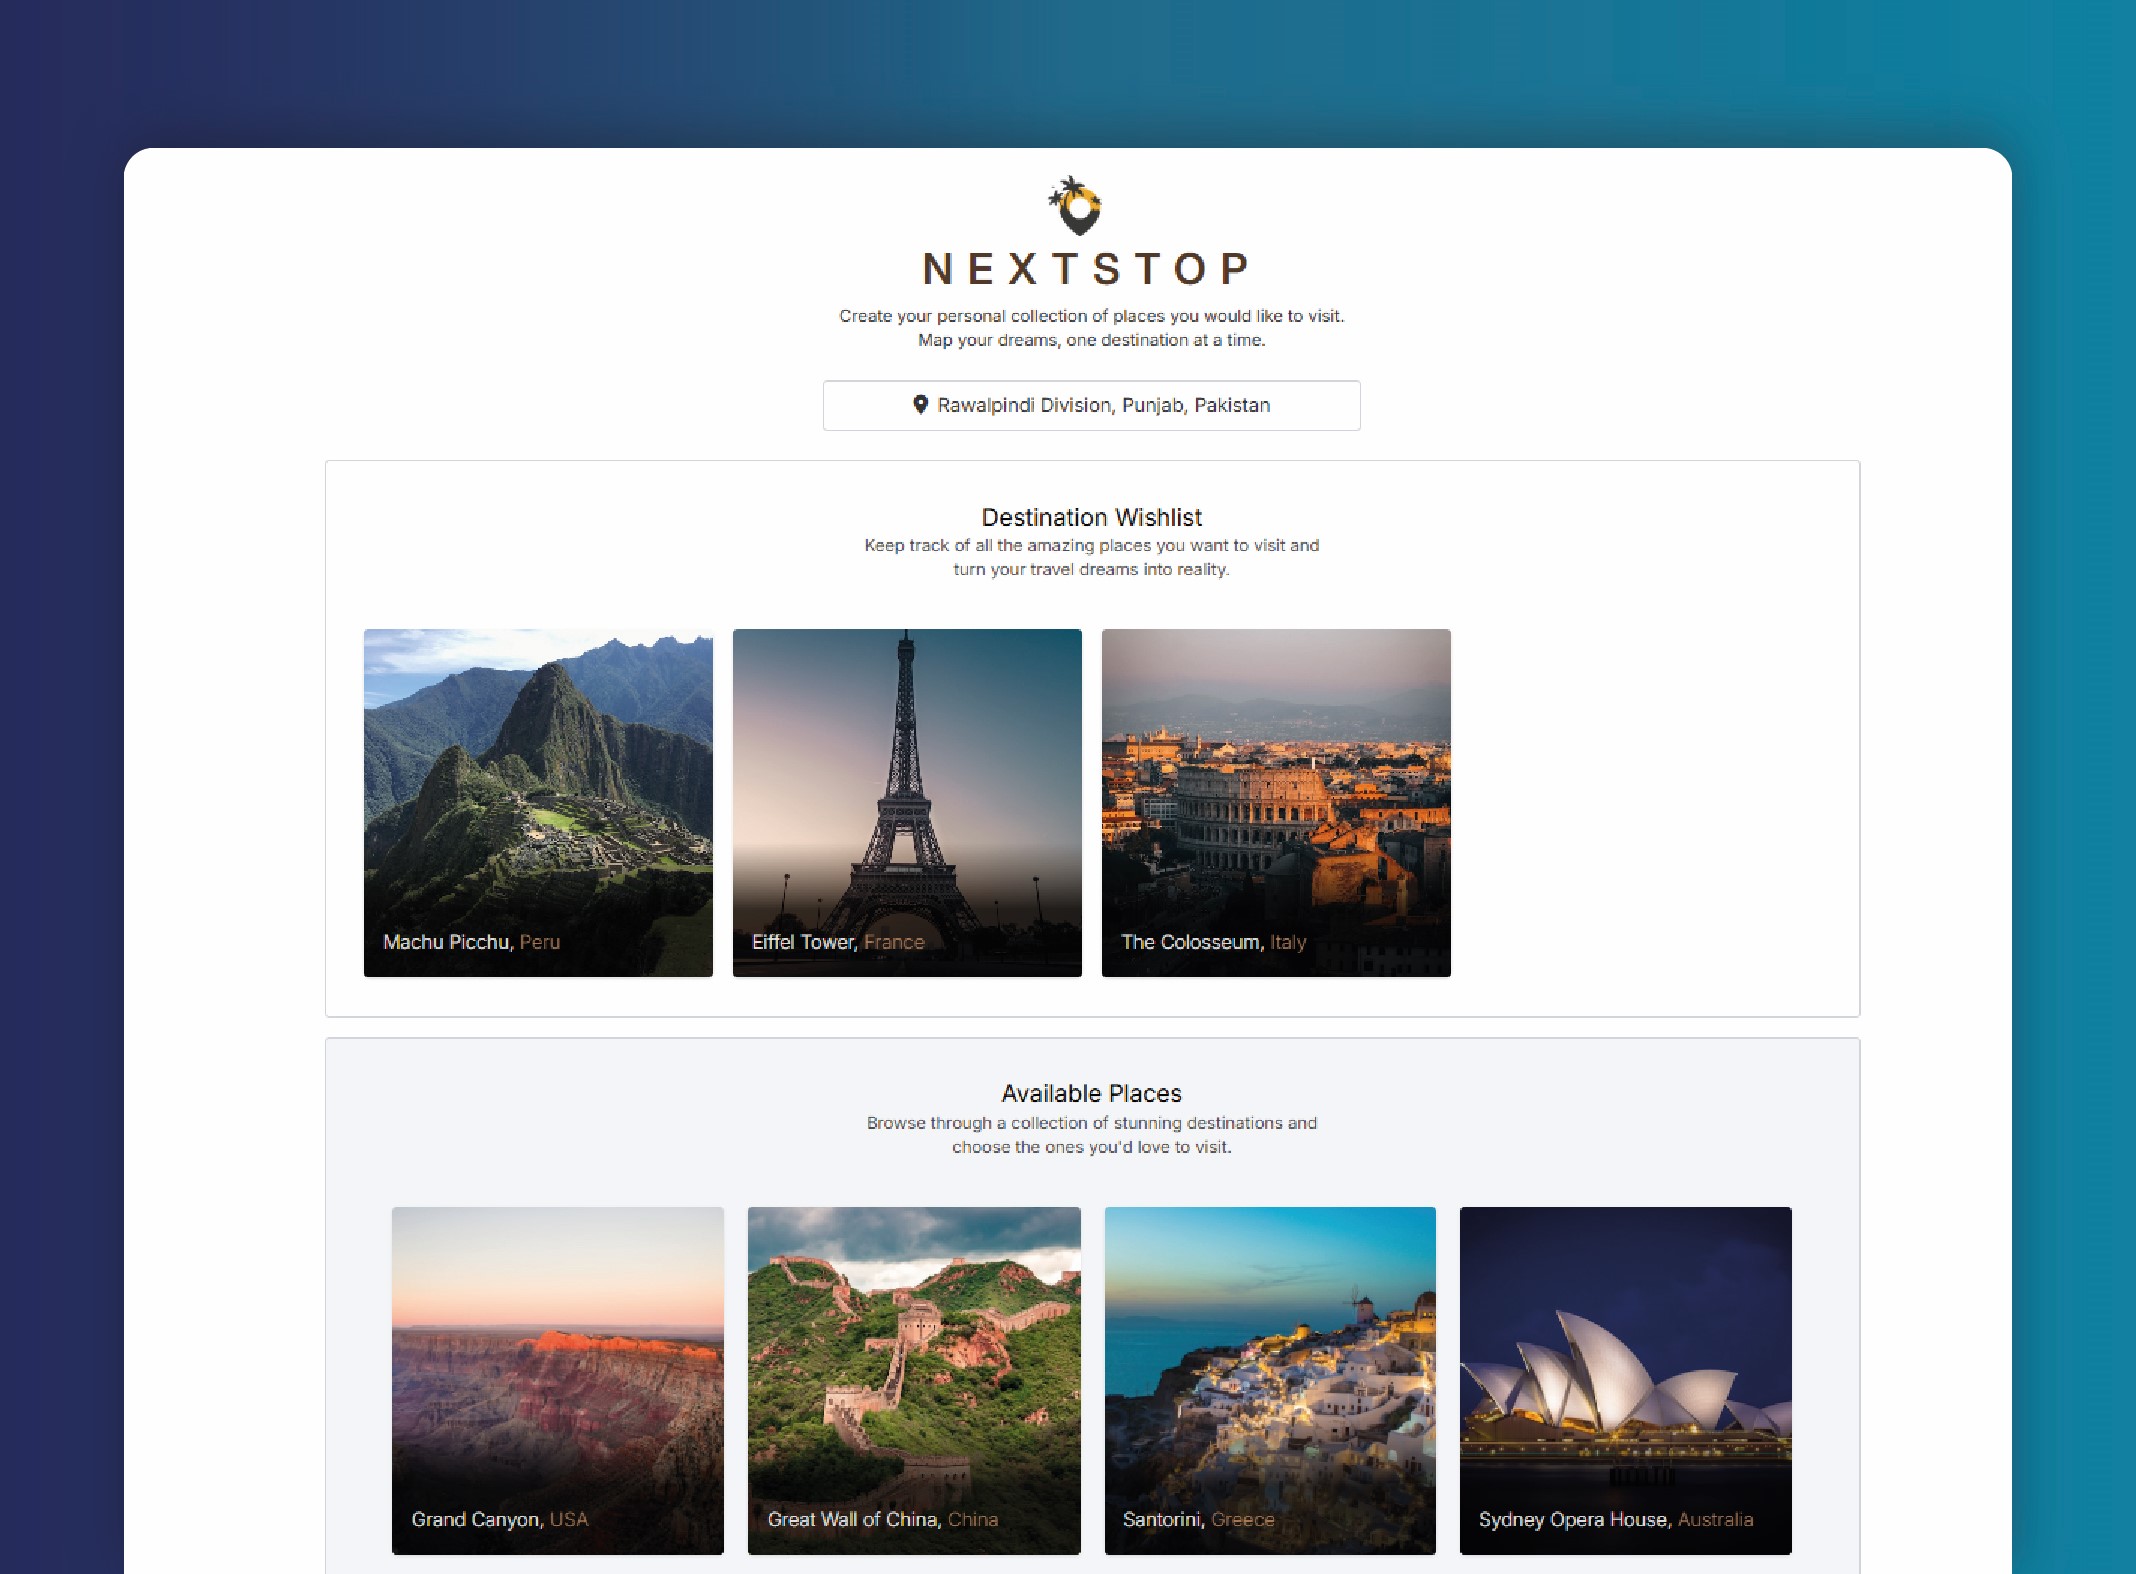 NEXTSTOP
Create your personal collection of places you would like to visit.
Map your dreams, one destination at a time.
Rawalpindi Division, Punjab, Pakistan
Destination Wishlist
Keep track of all the amazing places you want to visit and
turn your travel dreams into reality.
Machu Picchu, Peru
Eiffel Tower, France
The Colosseum, Italy
Available Places
Browse through a collection of stunning destinations and
choose the ones you'd love to visit.
Grand Canyon, USA
Great Wall of China, China
Santorini, Greece
Sydney Opera House, Australia